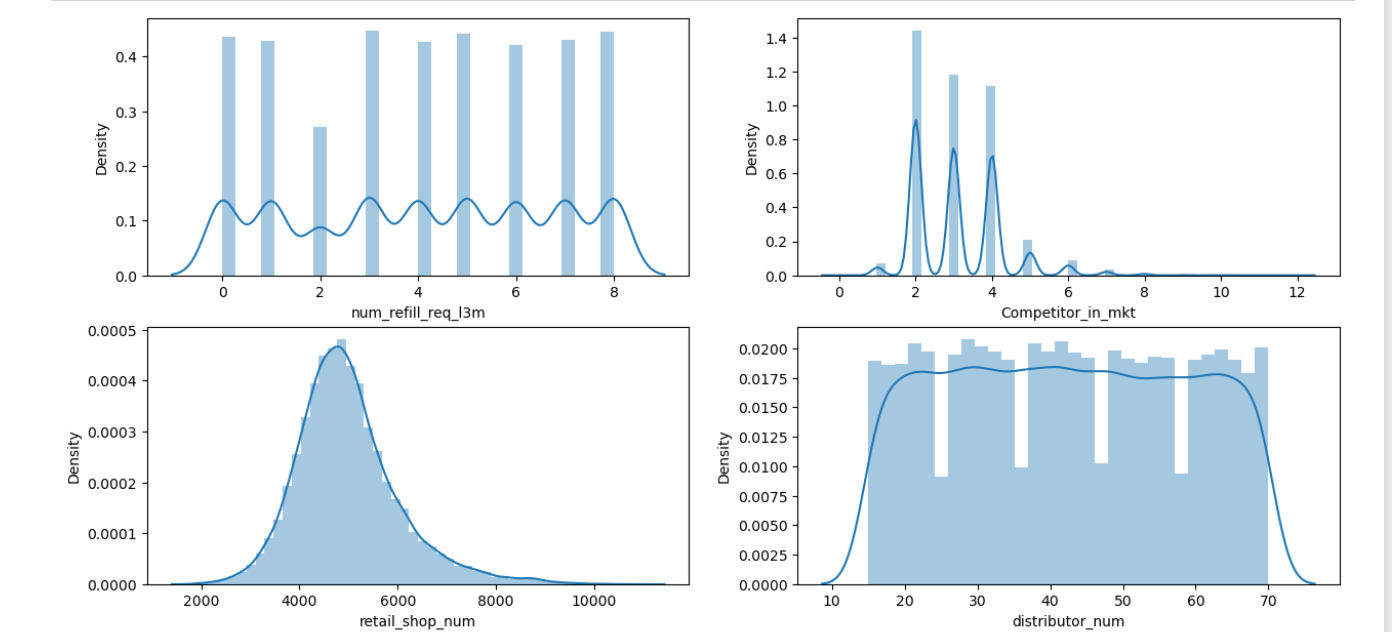 Density
0.4
0.3
0.2
0.1
0.0
0 2 4 6 8
num_refill_req_l3m
Density
1.4
1.2
1.0
0.8
0.6
0.4
0.2
0.0
0 2 4 6 8 10 12
Competitor_in_mkt
Density
0.0005
0.0004
0.0003
0.0002
0.0001
0.0000
2000 4000 6000 8000 10000
retail_shop_num
Density
0.0200
0.0175
0.0150
0.0125
0.0100
0.0075
0.0050
0.0025
0.0000
10 20 30 40 50 60 70
distributor_num